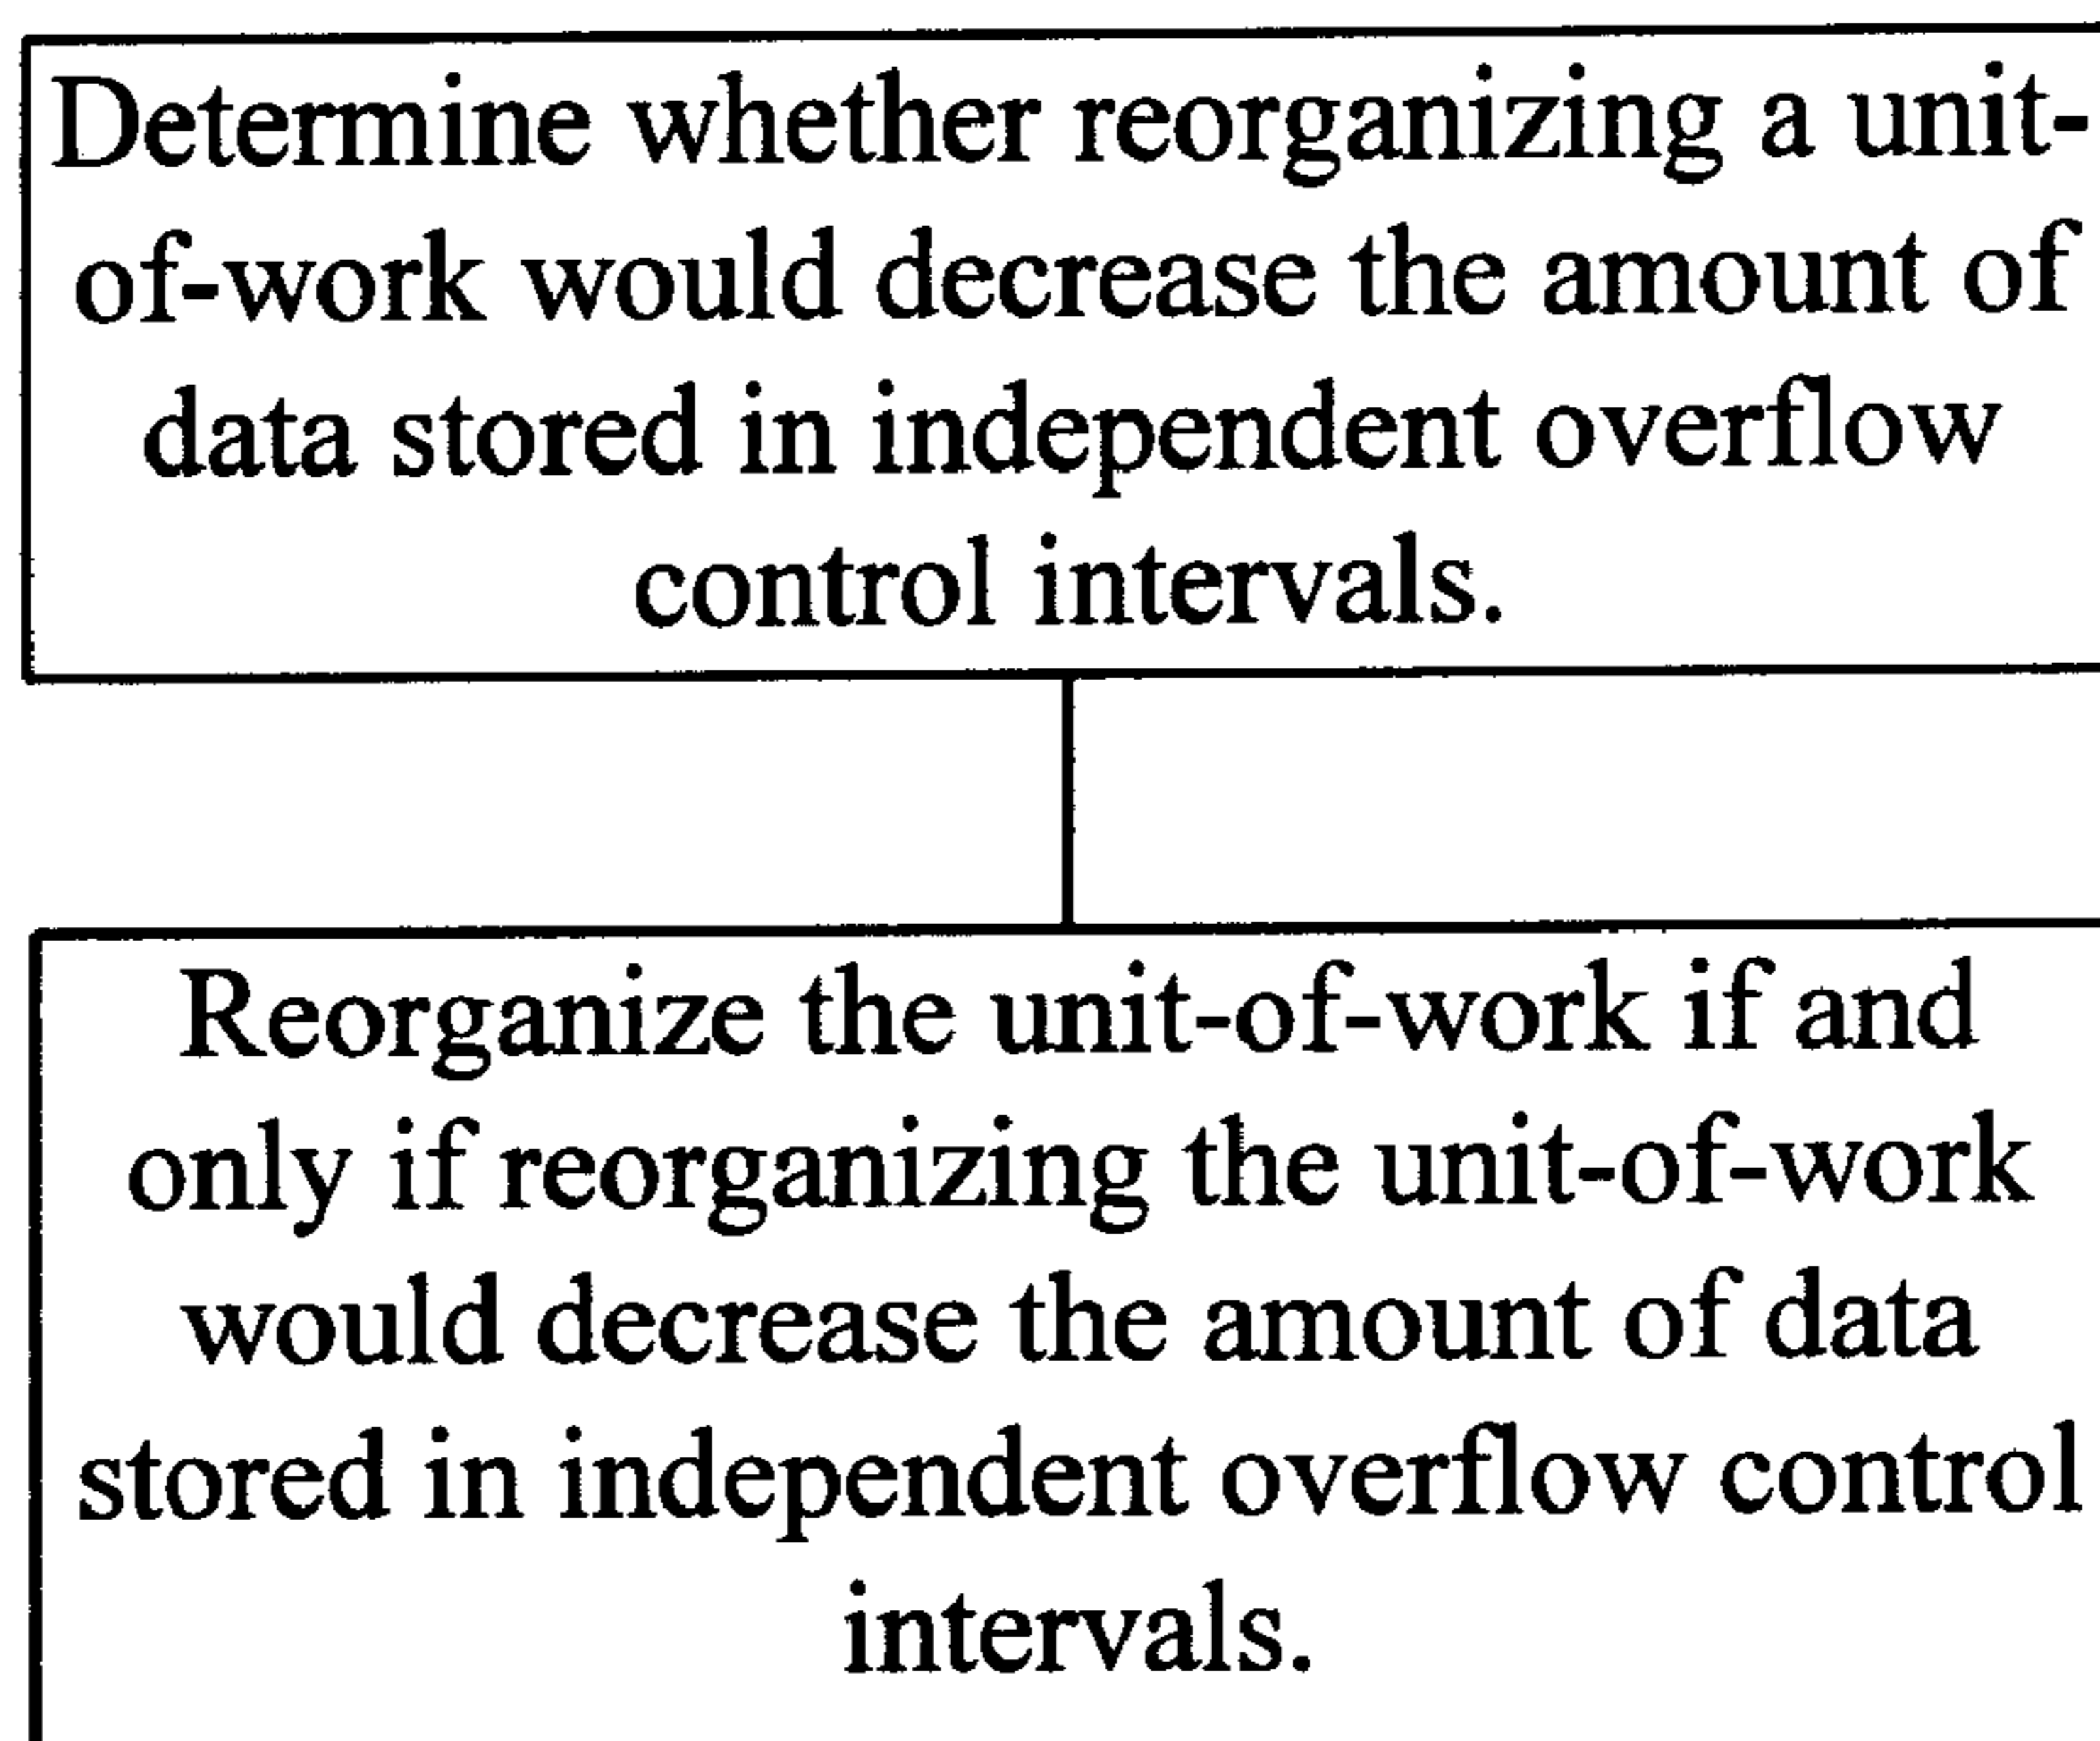 Determine whether reorganizing a unit-
of-work would decrease the amount of
data stored in independent overflow
control intervals.
Reorganize the unit-of-work if and
only if reorganizing the unit-of-work
would decrease the amount of data
stored in independent overflow control
intervals.